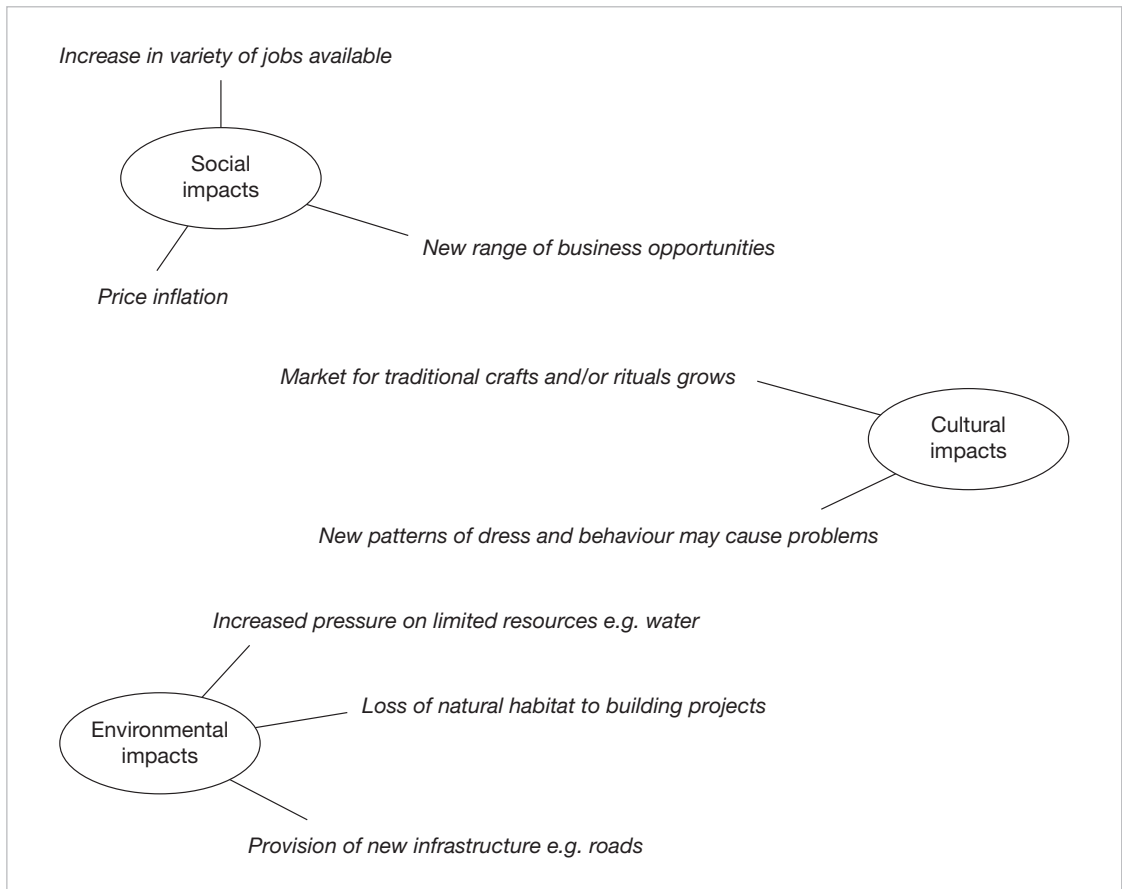 Increase in variety of jobs available
Social
impacts
New range of business opportunities
Price inflation
Market for traditional crafts and/or rituals grows
Cultural
impacts
New patterns of dress and behaviour may cause problems
Increased pressure on limited resources e.g. water
Loss of natural habitat to building projects
Environmental
impacts
Provision of new infrastructure e.g. roads